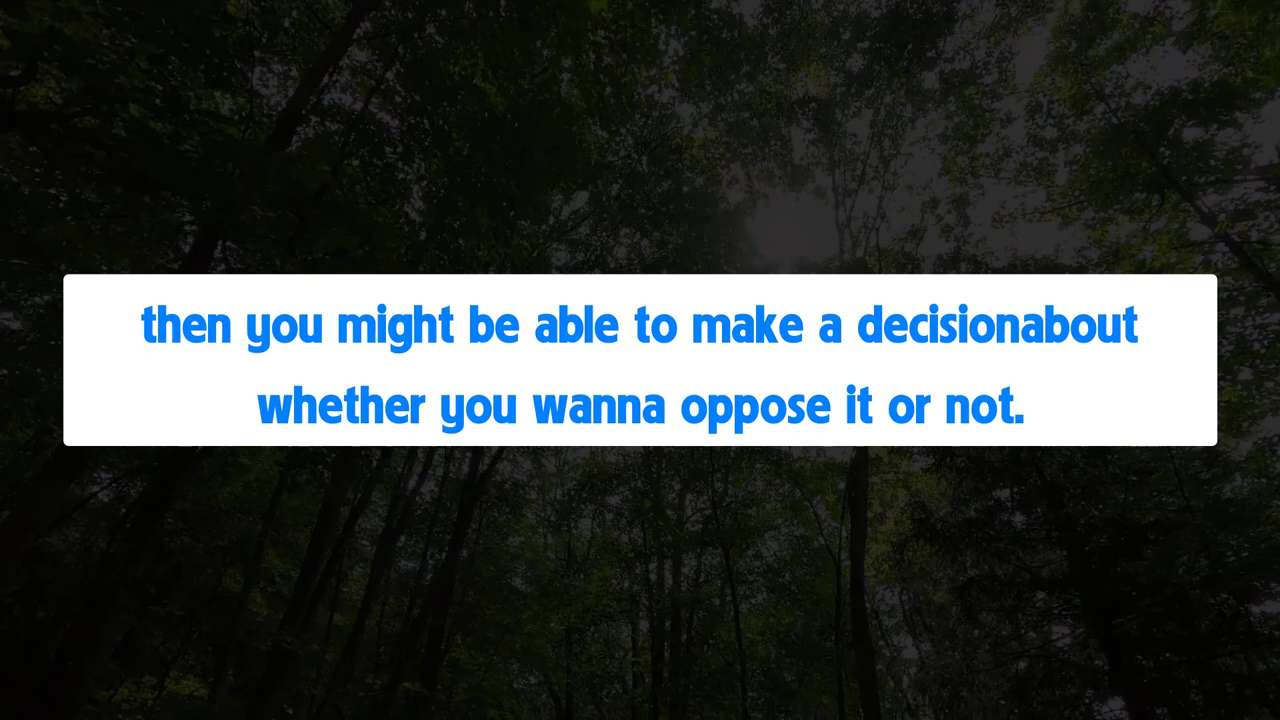 then you might be able to make a decisionabout
whether you wanna oppose it or not.